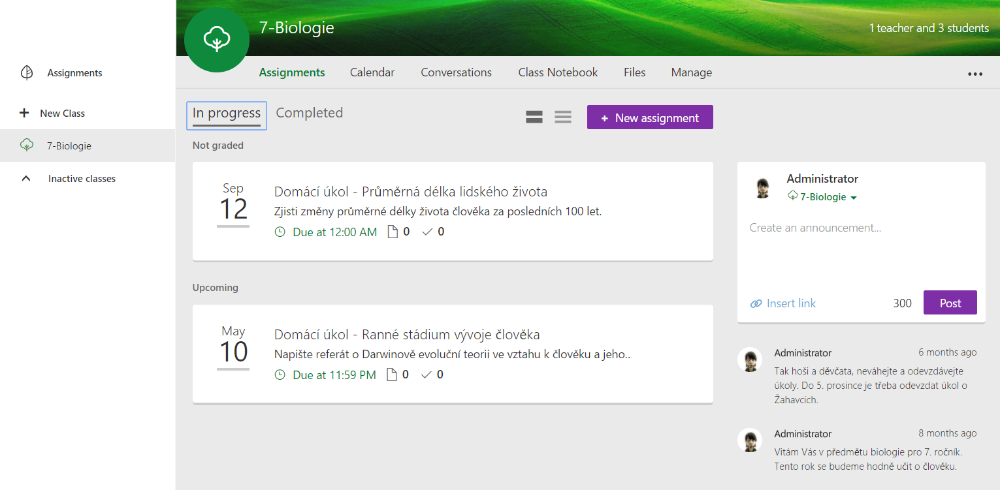 7-Biologie
1 teacher and 3 students
Assignments
New Class
7-Biologie
Inactive classes
Assignments Calendar Conversations Class Notebook Files Manage
In progress Completed
+ New assignment
Not graded
Sep
12
Domácí úkol - Průměrná délka lidského života
Zjisti změny průměrné délky života člověka za posledních 100 let.
Due at 12:00 AM 0 0
Upcoming
May
10
Domácí úkol - Ranné stádium vývoje člověka
Napište referát o Darwinově evoluční teorii ve vztahu k člověku a jeho...
Due at 11:59 PM 0 0
Administrator
7-Biologie
Create an announcement...
Insert link 300 Post
Administrator 6 months ago
Tak hoši a děvčata, neváhejte a odevzdávejte
úkoly. Do 5. prosince je třeba odevzdat úkol o
Žahavcích.
Administrator 8 months ago
Vitám Vás v předmětu biologie pro 7. ročník.
Tento rok se budeme hodně učit o člověku.